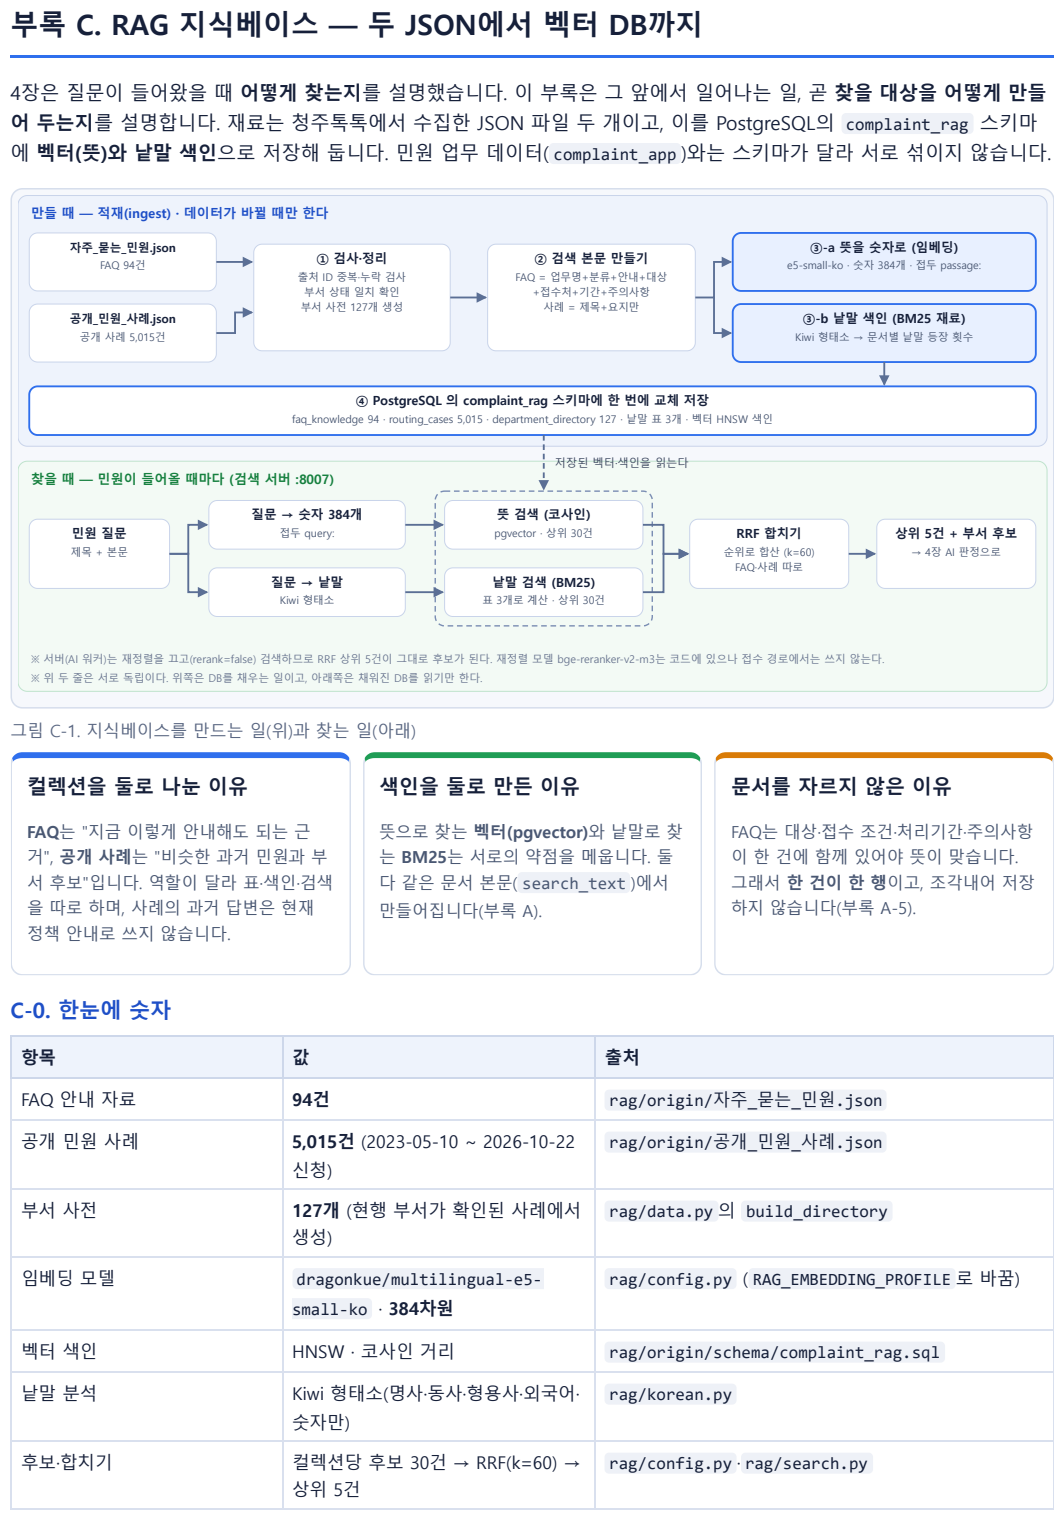 부록 C. RAG 지식베이스 — 두 JSON에서 벡터 DB까지
4장은 질문이 들어왔을 때 어떻게 찾는지를 설명했습니다. 이 부록은 그 앞에서 일어나는 일, 곧 찾을 대상을 어떻게 만들
어 두는지를 설명합니다. 재료는 청주톡톡에서 수집한 JSON 파일 두 개이고, 이를 PostgreSQL의 complaint_rag 스키마
에 벡터(뜻)와 낱말 색인으로 저장해 둡니다. 민원 업무 데이터(complaint_app)와는 스키마가 달라 서로 섞이지 않습니다.
만들 때 — 적재(ingest) · 데이터가 바뀔 때만 한다
자주_묻는_민원.json
FAQ 94건
공개_민원_사례.json
공개 사례 5,015건
① 검사·정리
출처 ID 중복·누락 검사
부서 상태 일치 확인
부서 사전 127개 생성
② 검색 본문 만들기
FAQ = 업무명+분류+안내+대상
+접수처+기간+주의사항
사례 = 제목+요지만
③-a 뜻을 숫자로 (임베딩)
e5-small-ko · 숫자 384개 · 접두 passage:
③-b 낱말 색인 (BM25 재료)
Kiwi 형태소 → 문서별 낱말 등장 횟수
④ PostgreSQL 의 complaint_rag 스키마에 한 번에 교체 저장
faq_knowledge 94 · routing_cases 5,015 · department_directory 127 · 낱말 표 3개 · 벡터 HNSW 색인
저장된 벡터·색인을 읽는다
찾을 때 — 민원이 들어올 때마다 (검색 서버 :8007)
민원 질문
제목 + 본문
질문 → 숫자 384개
접두 query:
질문 → 낱말
Kiwi 형태소
뜻 검색 (코사인)
pgvector · 상위 30건
낱말 검색 (BM25)
표 3개로 계산 · 상위 30건
RRF 합치기
순위로 합산 (k=60)
FAQ·사례 따로
상위 5건 + 부서 후보
→ 4장 AI 판정으로
※ 서버(AI 워커)는 재정렬을 끄고(rerank=false) 검색하므로 RRF 상위 5건이 그대로 후보가 된다. 재정렬 모델 bge-reranker-v2-m3는 코드에 있으나 접수 경로에서는 쓰지 않는다.
※ 위 두 줄은 서로 독립이다. 위쪽은 DB를 채우는 일이고, 아래쪽은 채워진 DB를 읽기만 한다.
그림 C-1. 지식베이스를 만드는 일(위)과 찾는 일(아래)
컬렉션을 둘로 나눈 이유
FAQ는 "지금 이렇게 안내해도 되는 근
거", 공개 사례는 "비슷한 과거 민원과 부
서 후보"입니다. 역할이 달라 표·색인·검색
을 따로 하며, 사례의 과거 답변은 현재
정책 안내로 쓰지 않습니다.
색인을 둘로 만든 이유
뜻으로 찾는 벡터(pgvector)와 낱말로 찾
는 BM25는 서로의 약점을 메웁니다. 둘
다 같은 문서 본문(search_text)에서
만들어집니다(부록 A).
문서를 자르지 않은 이유
FAQ는 대상·접수 조건·처리기간·주의사항
이 한 건에 함께 있어야 뜻이 맞습니다.
그래서 한 건이 한 행이고, 조각내어 저장
하지 않습니다(부록 A-5).
C-0. 한눈에 숫자
항목 값 출처
FAQ 안내 자료 94건 rag/origin/자주_묻는_민원.json
공개 민원 사례 5,015건 (2023-05-10 ~ 2026-10-22 rag/origin/공개_민원_사례.json
신청)
부서 사전 127개 (현행 부서가 확인된 사례에서 rag/data.py의 build_directory
생성)
임베딩 모델 dragonkue/multilingual-e5- rag/config.py (RAG_EMBEDDING_PROFILE로 바꿈)
small-ko · 384차원
벡터 색인 HNSW · 코사인 거리 rag/origin/schema/complaint_rag.sql
낱말 분석 Kiwi 형태소(명사·동사·형용사·외국어· rag/korean.py
숫자만)
후보·합치기 컬렉션당 후보 30건 → RRF(k=60) → rag/config.py·rag/search.py
상위 5건